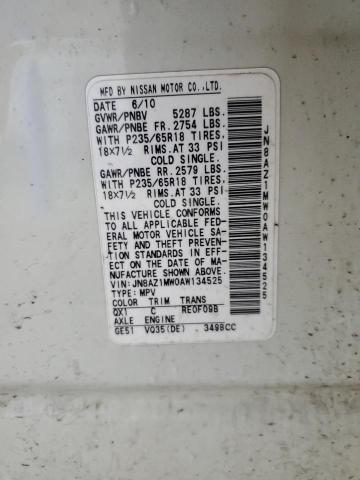 MFD BY NISSAN MOTOR CO.,LTD.
DATE 6/10
GVWR/PNBV 5287 LBS.
GAWR/PNBE FR. 2754 LBS.
WITH P235/65R18 TIRES.
18X7½ RIMS.AT 33 PSI
COLD SINGLE.
GAWR/PNBE RR. 2579 LBS.
WITH P235/65R18 TIRES.
18X7½ RIMS.AT 33 PSI
COLD SINGLE.
THIS VEHICLE CONFORMS
TO ALL APPLICABLE FED-
ERAL MOTOR VEHICLE SA-
FETY AND THEFT PREVENTION
STANDARDS IN EFF-
ECT ON THE DATE OF MA-
NUFACTURE SHOWN ABOVE.
VIN:JN8AZ1MW0AW134525
TYPE:MPV
COLOR TRIM TRANS
QX1 C RE0F09B
AXLE ENGINE
GE51 VQ35(DE) 3498CC
JN8AZ1MW0AW134525